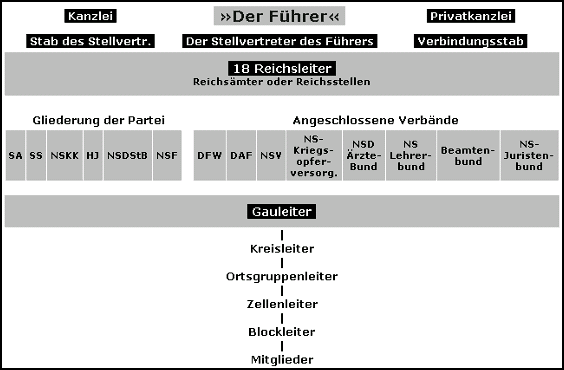 Kanzlei
»Der Führer«
Privatkanzlei
Stab des Stellvertr.
Der Stellvertreter des Führers
Verbindungsstab
18 Reichsleiter
Reichsämter oder Reichsstellen
Gliederung der Partei
Angeschlossene Verbände
SA
SS
NSKK
HJ
NSDStB
NSF
DFW
DAF
NSV
NS-
Kriegs-
opfer-
versorg.
NSD
Ärzte-
Bund
NS
Lehrer-
bund
Beamten-
bund
NS-
Juristen-
bund
Gauleiter
Kreisleiter
Ortsgruppenleiter
Zellenleiter
Blockleiter
Mitglieder